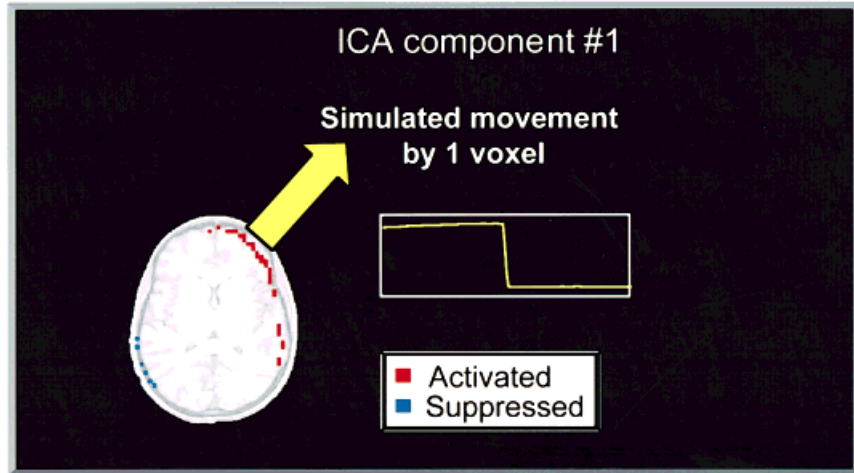 ICA component #1
Simulated movement
by 1 voxel
Activated
Suppressed